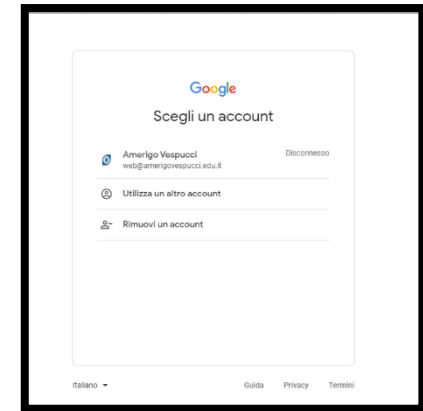 Google
Scegli un account
Amerigo Vespucci
Disconnesso
web@amerigovespucci.edu.it
Utilizza un altro account
Rimuovi un account
Italiano
Guida Privacy Termini